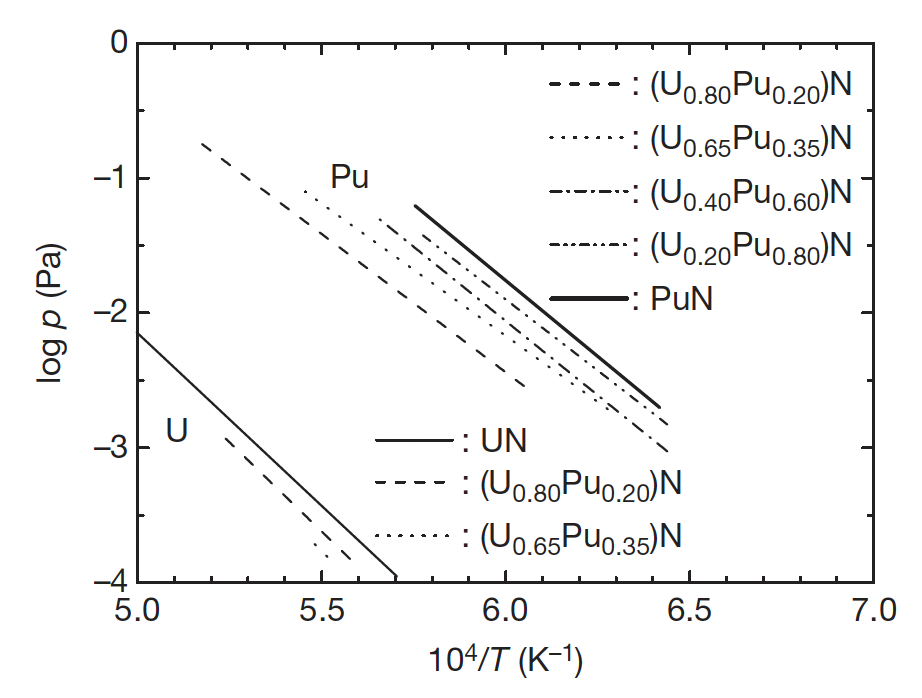 0
–1
–2
–3
–4
log p (Pa)
5.0 5.5 6.0 6.5 7.0
10⁴/T (K⁻¹)
Pu
U
: (U₀.₈₀Pu₀.₂₀)N
: (U₀.₆₅Pu₀.₃₅)N
: (U₀.₄₀Pu₀.₆₀)N
: (U₀.₂₀Pu₀.₈₀)N
: PuN
: UN
: (U₀.₈₀Pu₀.₂₀)N
: (U₀.₆₅Pu₀.₃₅)N